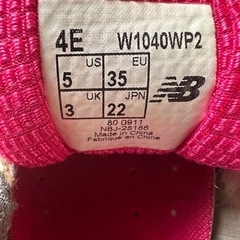 4E W1040WP2
US EU
5 35
UK JPN
3 22
80 0911
NBJ-28186
Made in China
Fabriqué en Chine